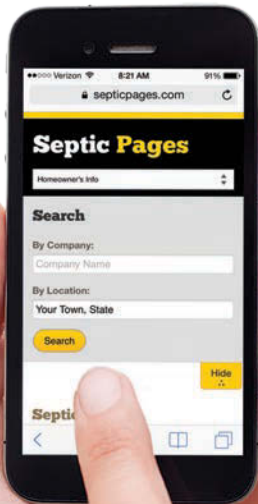 Verizon 8:21 AM 91%
septicpages.com
Septic Pages
Homeowner's Info
Search
By Company:
Company Name
By Location:
Your Town, State
Search
Hide
Septic